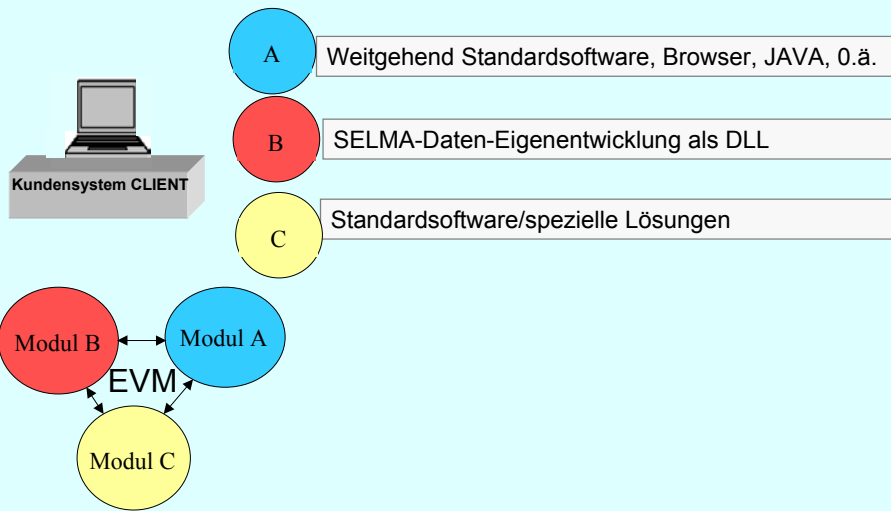 A
Weitgehend Standardsoftware, Browser, JAVA, 0.ä.
B
SELMA-Daten-Eigenentwicklung als DLL
Kundensystem CLIENT
C
Standardsoftware/spezielle Lösungen
Modul B
Modul A
EVM
Modul C